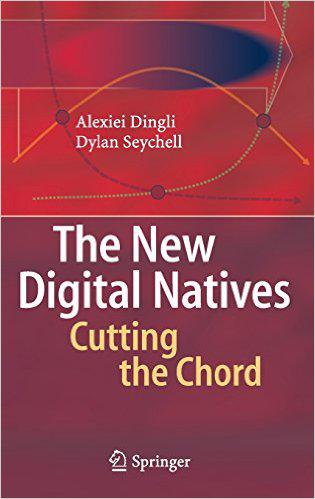 Alexiei Dingli
Dylan Seychell
The New
Digital Natives
Cutting
the Chord
Springer